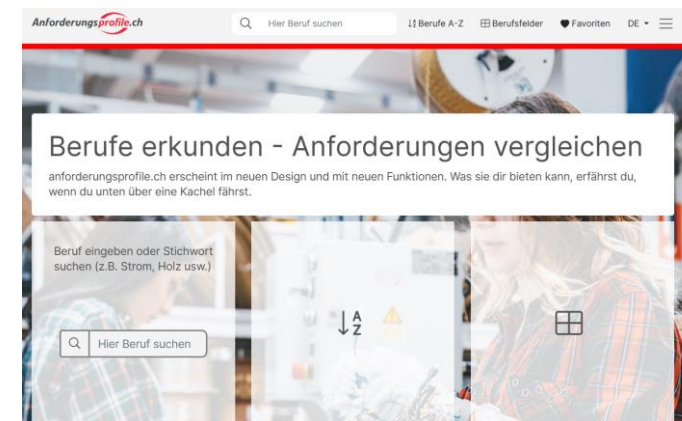 Anforderungsprofile.ch
Hier Beruf suchen
Berufe A-Z
Berufsfelder
Favoriten
DE
Berufe erkunden - Anforderungen vergleichen
anforderungsprofile.ch erscheint im neuen Design und mit neuen Funktionen. Was sie dir bieten kann, erfährst du,
wenn du unten über eine Kachel fährst.
Beruf eingeben oder Stichwort
suchen (z.B. Strom, Holz usw.)
Hier Beruf suchen
A
Z